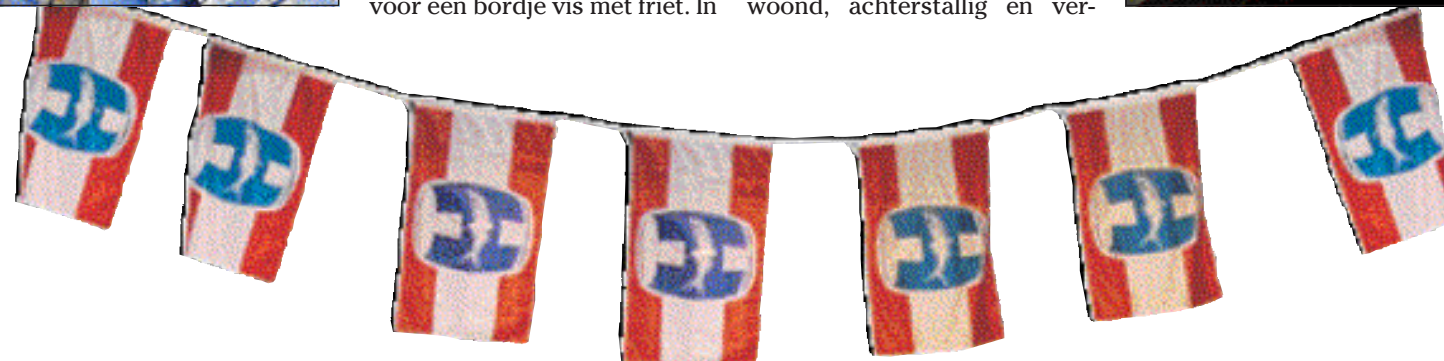 voor een bordje vis met friet. In
woond, achterstallig en ver-